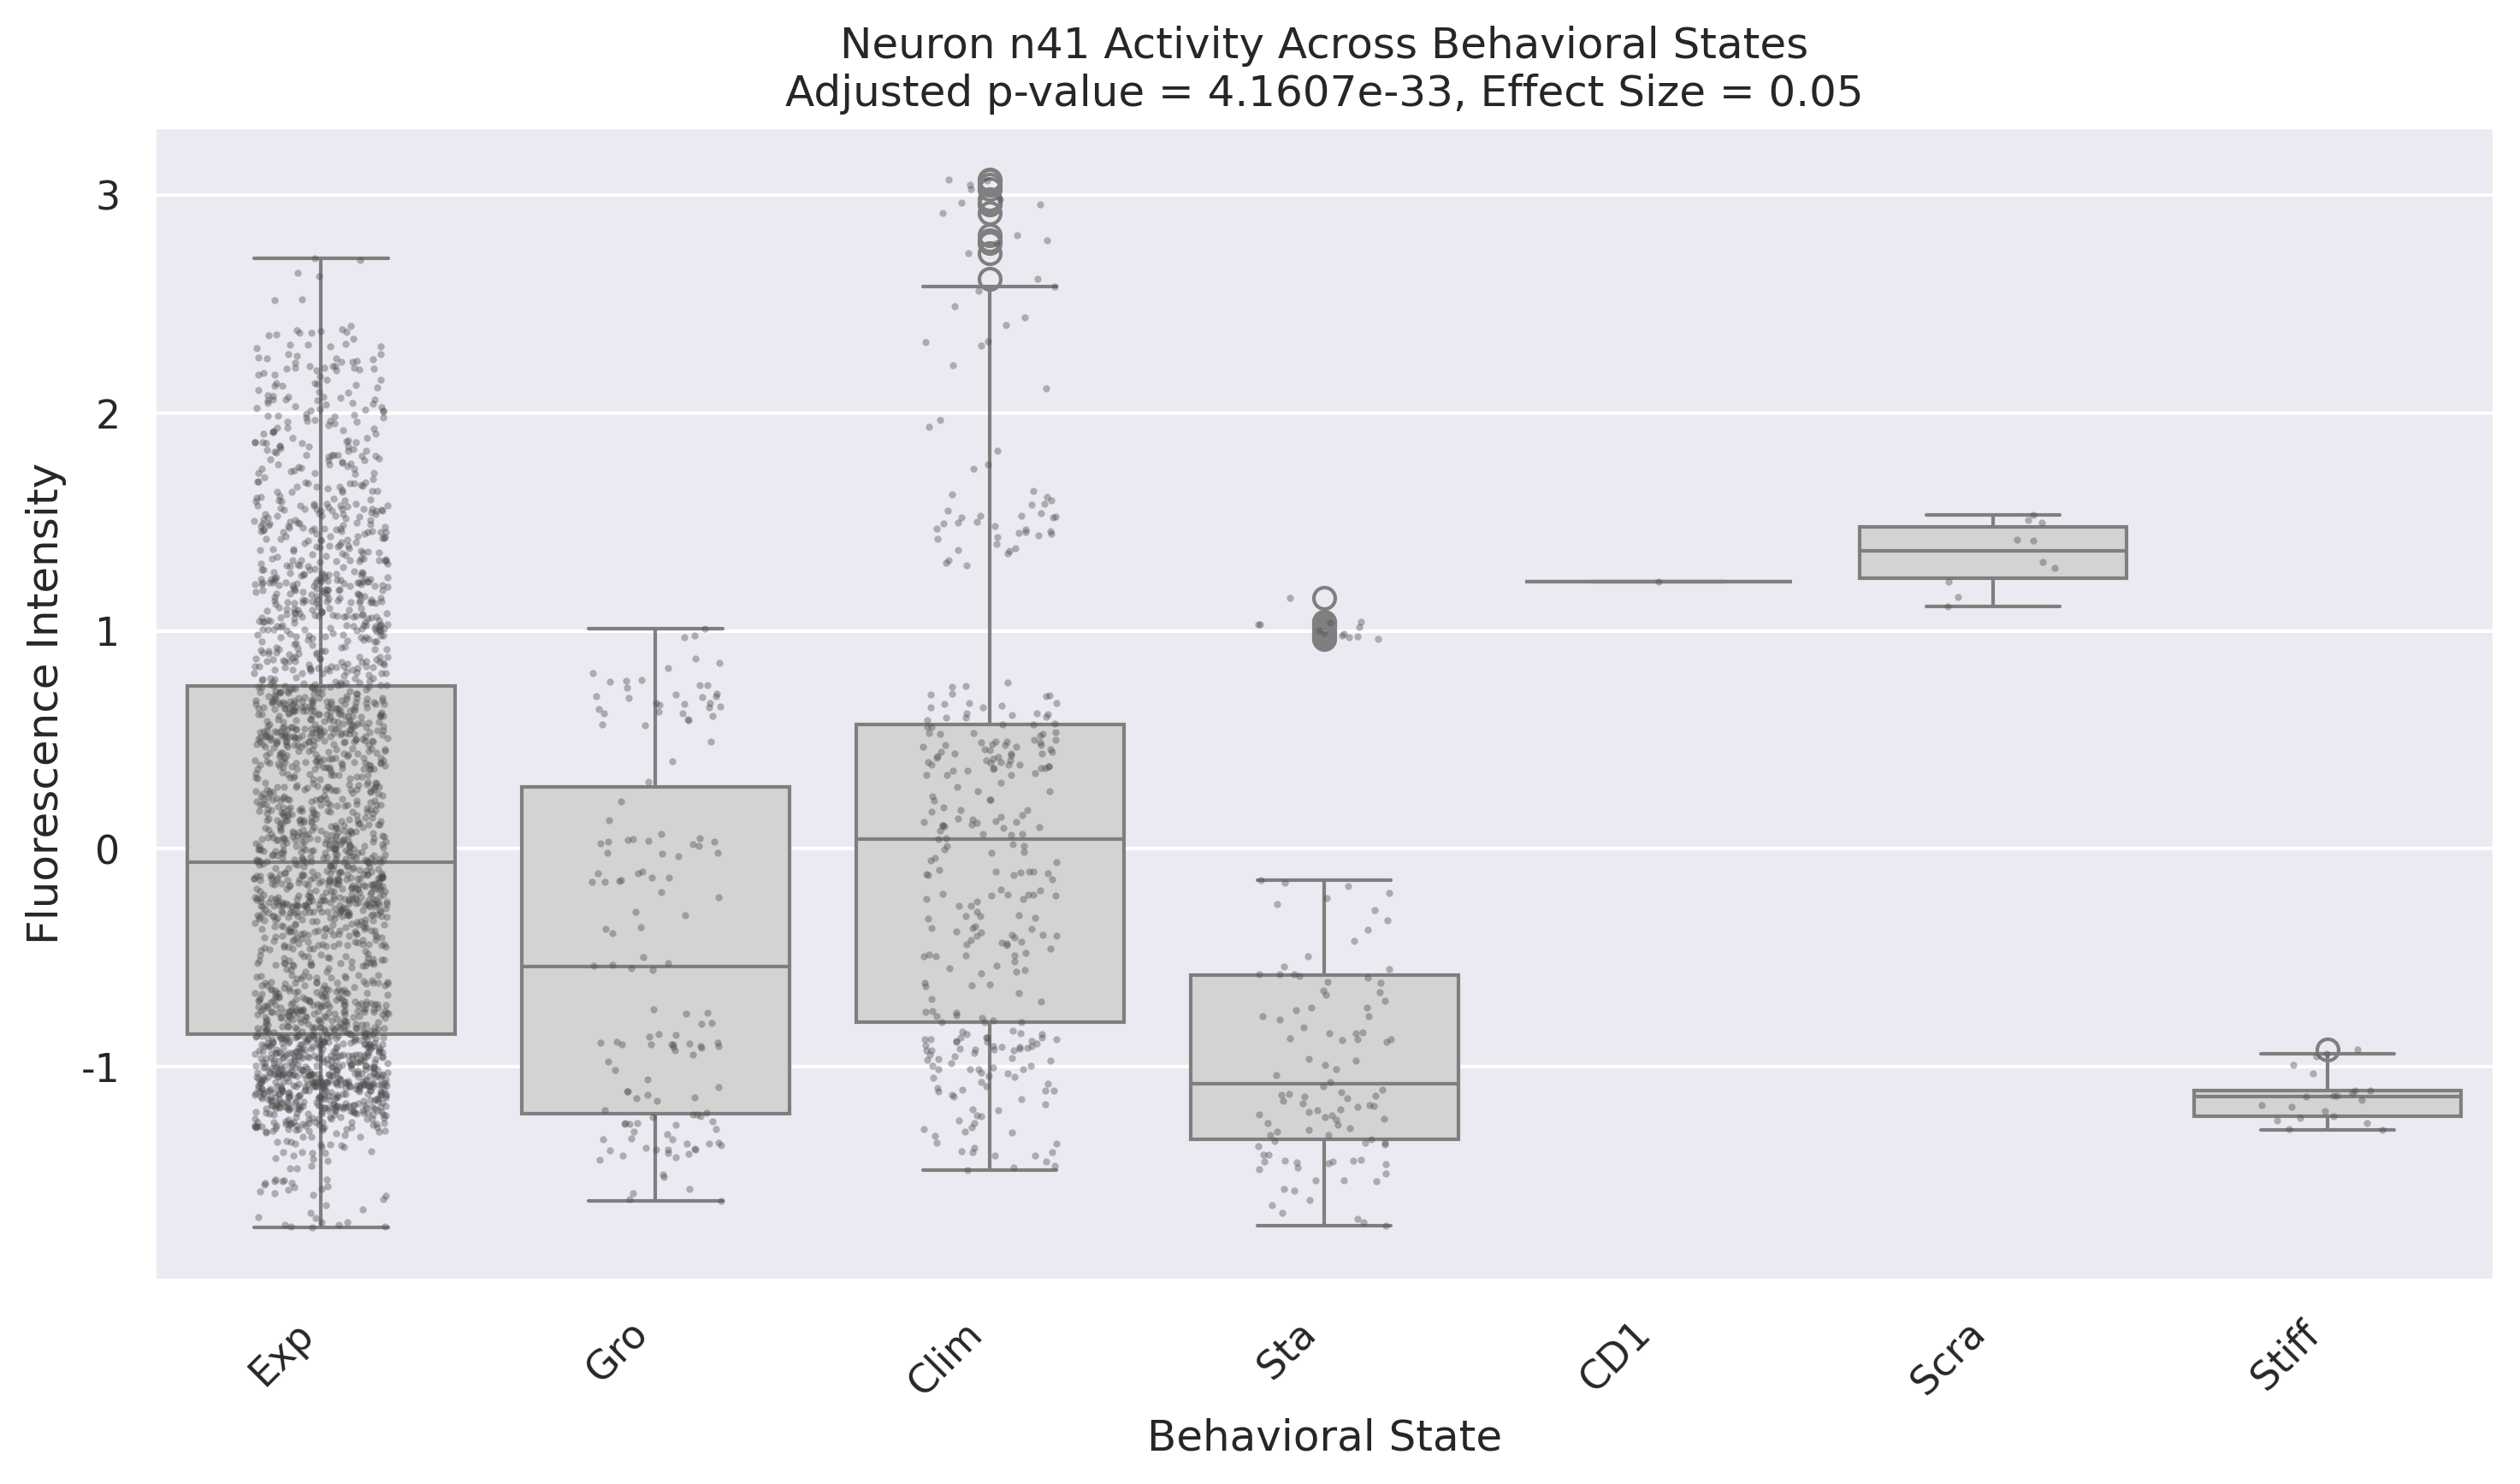 Neuron n41 Activity Across Behavioral States
Adjusted p-value = 4.1607e-33, Effect Size = 0.05
Fluorescence Intensity
3
2
1
0
-1
Exp
Gro
Clim
Sta
CD1
Scra
Stiff
Behavioral State